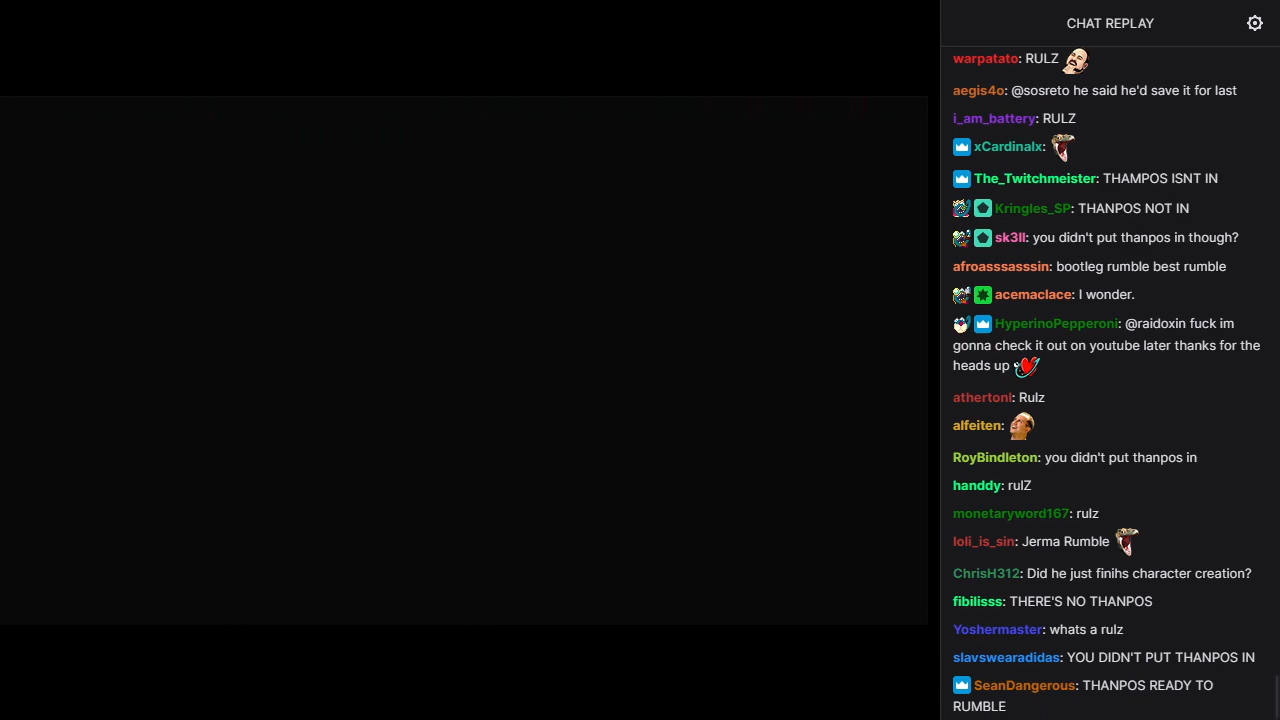 CHAT REPLAY
warpatato: RULZ
aegis4o: @sosreto he said he'd save it for last
i_am_battery: RULZ
xCardinalx:
The_Twitchmeister: THAMPOS ISNT IN
Kringles_SP: THANPOS NOT IN
sk3ll: you didn't put thanpos in though?
afroasssasssin: bootleg rumble best rumble
acemaclace: I wonder.
HyperinoPepperoni: @raidoxin fuck im
gonna check it out on youtube later thanks for the
heads up
athertonl: Rulz
alfeiten:
RoyBindleton: you didn't put thanpos in
handdy: rulZ
monetaryword167: rulz
loli_is_sin: Jerma Rumble
ChrisH312: Did he just finihs character creation?
fibilisss: THERE'S NO THANPOS
Yoshermaster: whats a rulz
slavswearadidas: YOU DIDN'T PUT THANPOS IN
SeanDangerous: THANPOS READY TO
RUMBLE